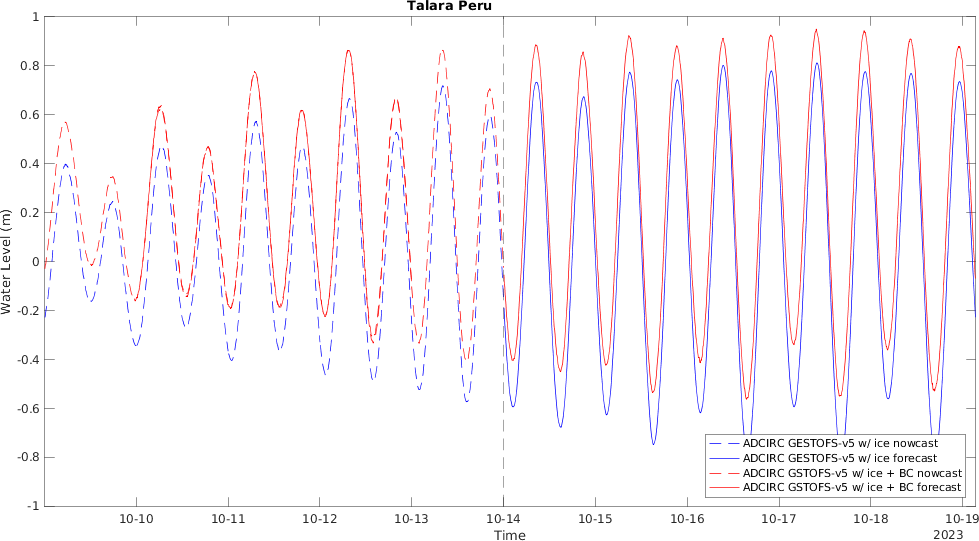 Talara Peru
Water Level (m)
1
0.8
0.6
0.4
0.2
0
-0.2
-0.4
-0.6
-0.8
-1
ADCIRC GESTOFS-v5 w/ ice nowcast
ADCIRC GESTOFS-v5 w/ ice forecast
ADCIRC GSTOFS-v5 w/ ice + BC nowcast
ADCIRC GSTOFS-v5 w/ ice + BC forecast
10-10 10-11 10-12 10-13 10-14 10-15 10-16 10-17 10-18 10-19
Time
2023